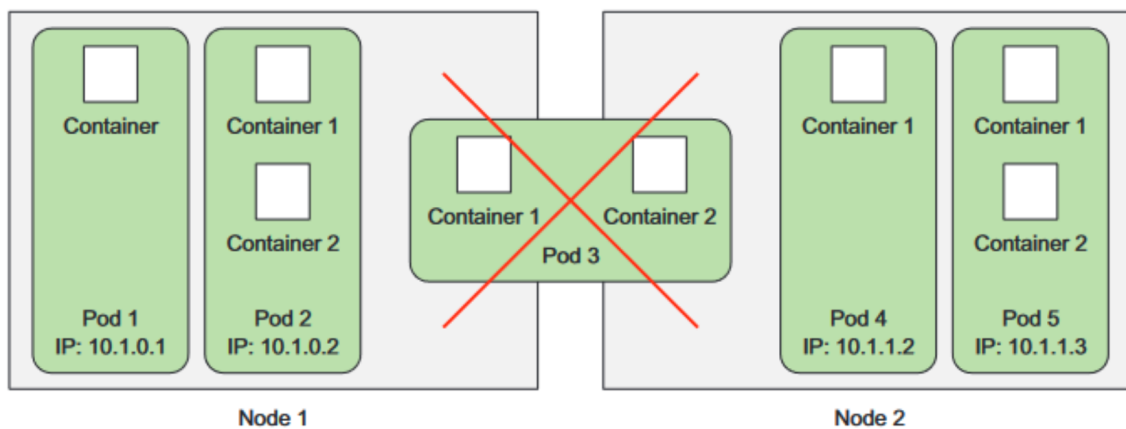 Container
Pod 1
IP: 10.1.0.1
Container 1
Container 2
Pod 2
IP: 10.1.0.2
Container 1
Container 2
Pod 3
Container 1
Pod 4
IP: 10.1.1.2
Container 1
Container 2
Pod 5
IP: 10.1.1.3
Node 1
Node 2